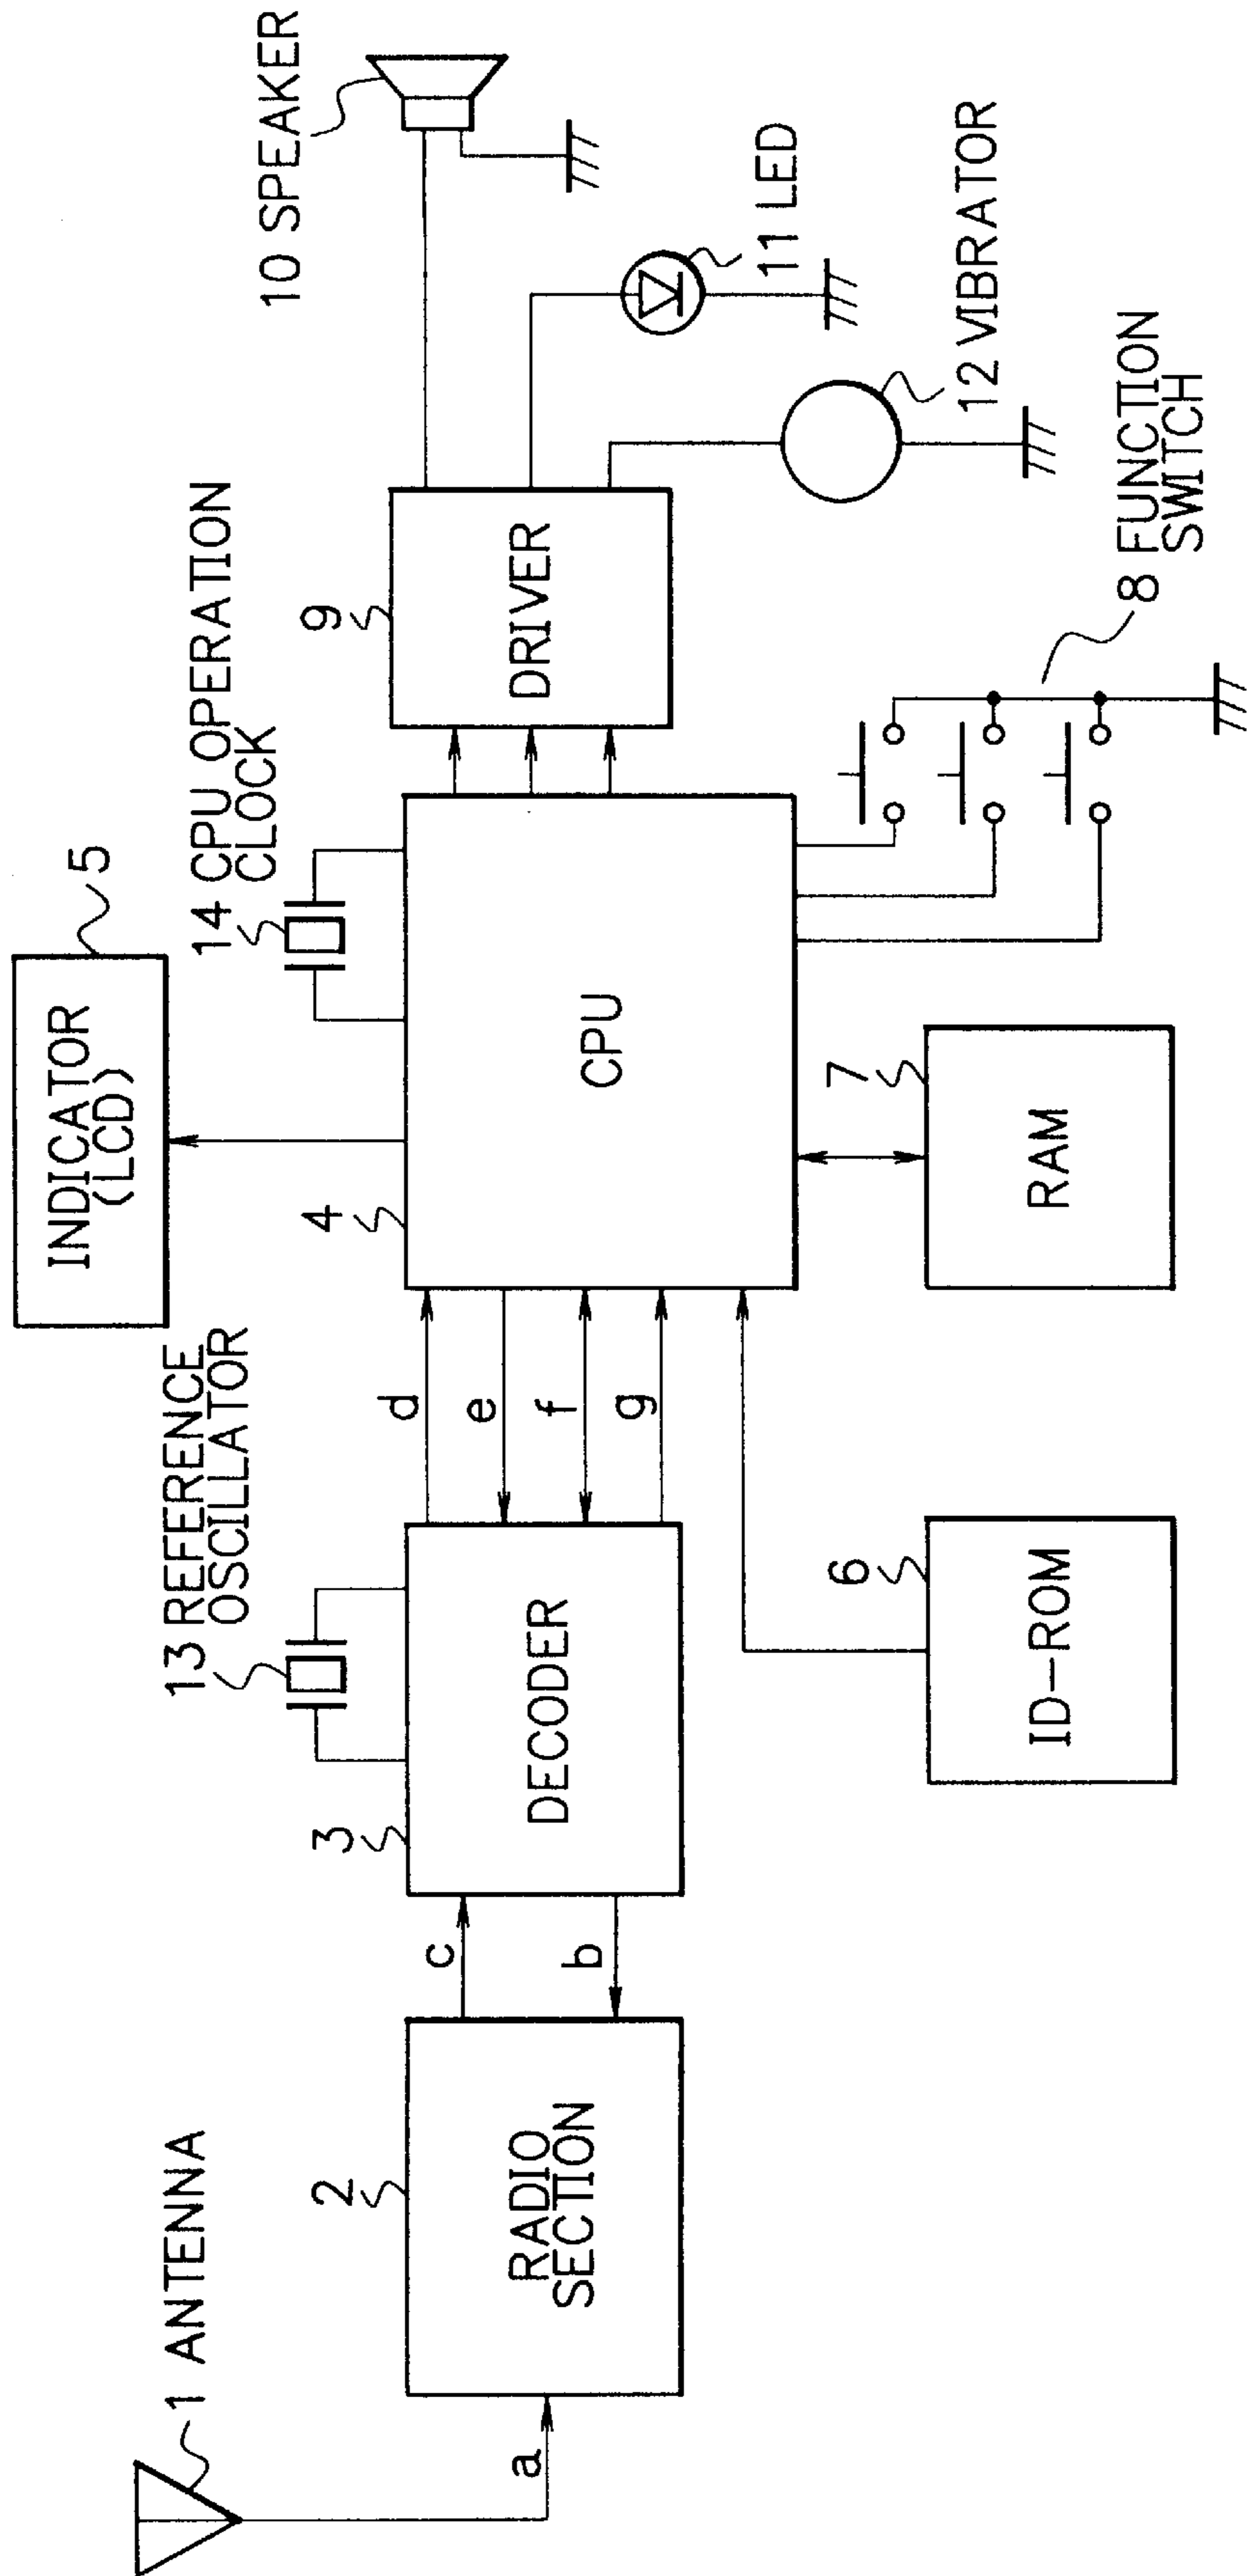 1 ANTENNA
a
2
RADIO
SECTION
c
b
3
DECODER
13 REFERENCE
OSCILLATOR
d
e
f
g
6
ID-ROM
INDICATOR
(LCD)
5
4
CPU
14 CPU OPERATION
CLOCK
7
RAM
9
DRIVER
8 FUNCTION
SWITCH
10 SPEAKER
11 LED
12 VIBRATOR